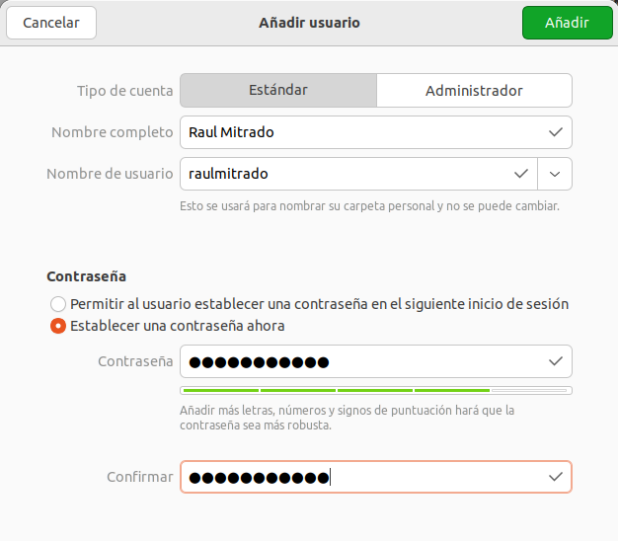 Cancelar
Añadir usuario
Añadir
Tipo de cuenta
Estándar
Administrador
Nombre completo
Raul Mitrado
Nombre de usuario
raulmitrado
Esto se usará para nombrar su carpeta personal y no se puede cambiar.
Contraseña
Permitir al usuario establecer una contraseña en el siguiente inicio de sesión
Establecer una contraseña ahora
Contraseña
●●●●●●●●●●●
Añadir más letras, números y signos de puntuación hará que la
contraseña sea más robusta.
Confirmar
●●●●●●●●●●●